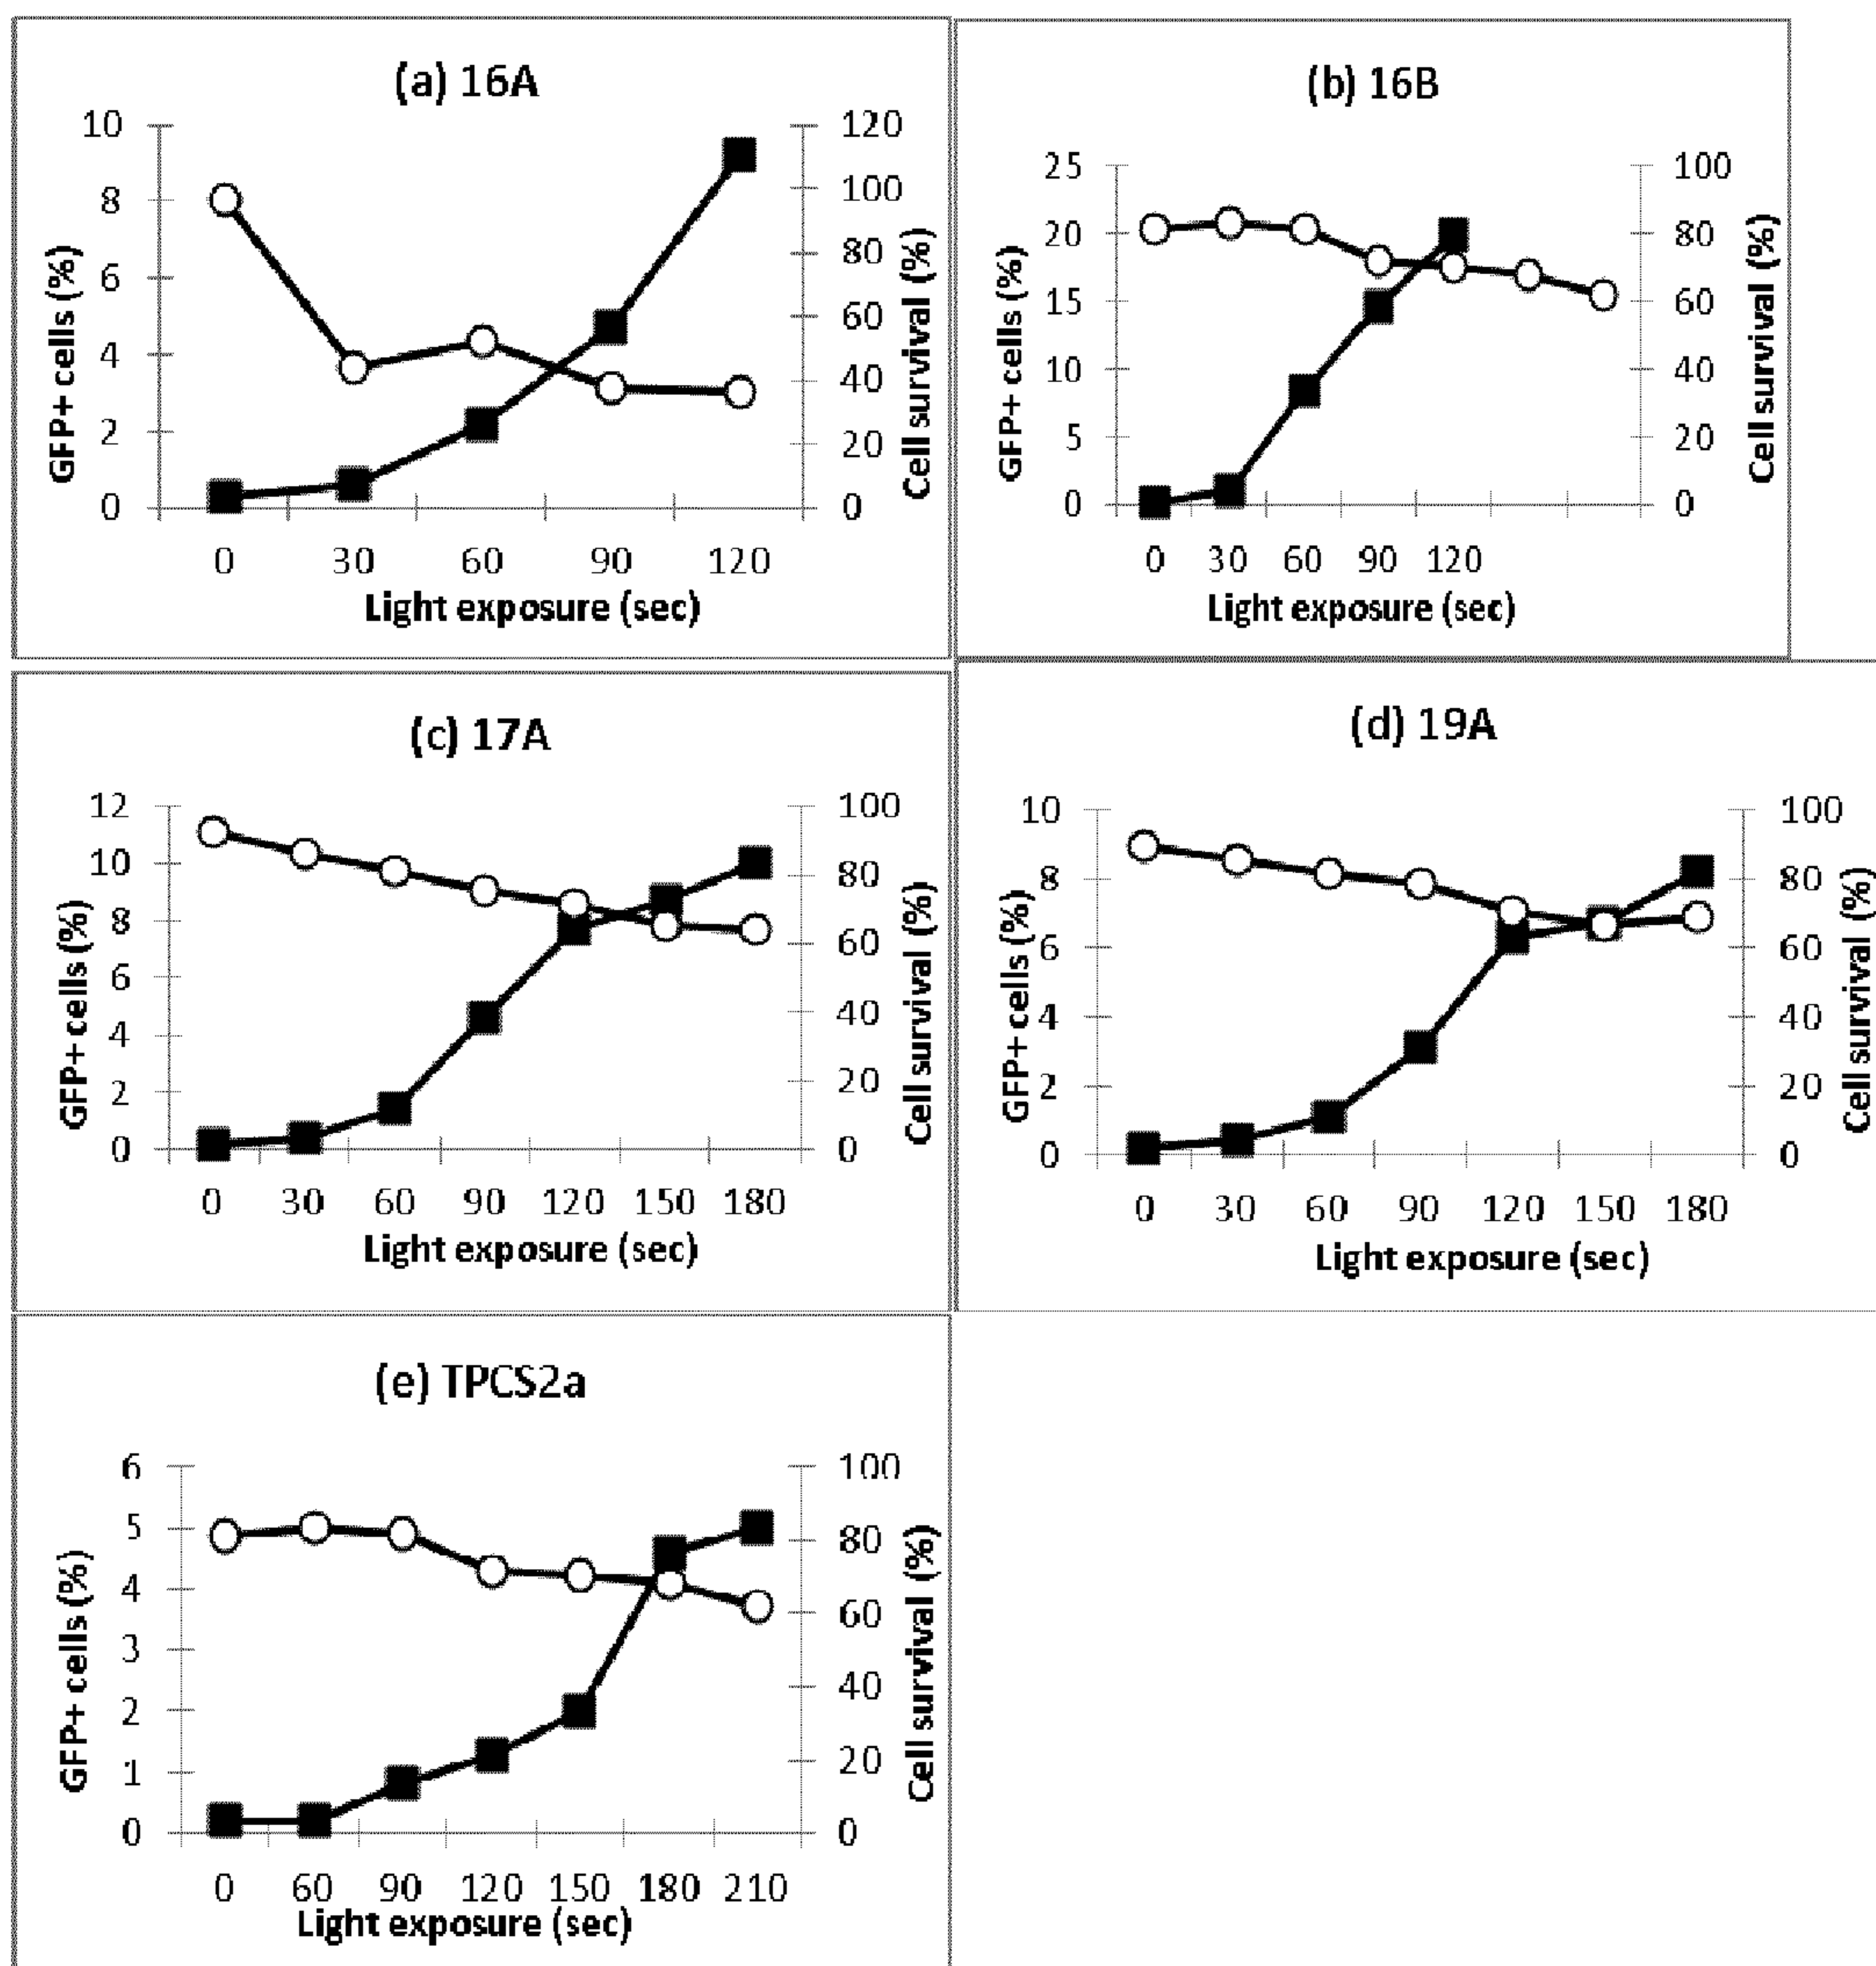 (a) 16A
10
8
6
4
2
0
120
100
80
60
40
20
0
GFP+ cells (%)
Cell survival (%)
0 30 60 90 120
Light exposure (sec)
(b) 16B
25
20
15
10
5
0
100
80
60
40
20
0
GFP+ cells (%)
Cell survival (%)
0 30 60 90 120
Light exposure (sec)
(c) 17A
12
10
8
6
4
2
0
100
80
60
40
20
0
GFP+ cells (%)
Cell survival (%)
0 30 60 90 120 150 180
Light exposure (sec)
(d) 19A
10
8
6
4
2
0
100
80
60
40
20
0
GFP+ cells (%)
Cell survival (%)
0 30 60 90 120 150 180
Light exposure (sec)
(e) TPCS2a
6
5
4
3
2
1
0
100
80
60
40
20
0
GFP+ cells (%)
Cell survival (%)
0 60 90 120 150 180 210
Light exposure (sec)